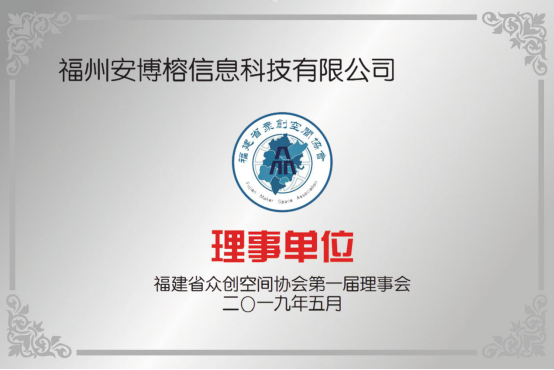 福州安博榕信息科技有限公司
福建省众创空间協會
Fujian Maker Space Association
理事单位
福建省众创空间协会第一届理事会
二〇一九年五月